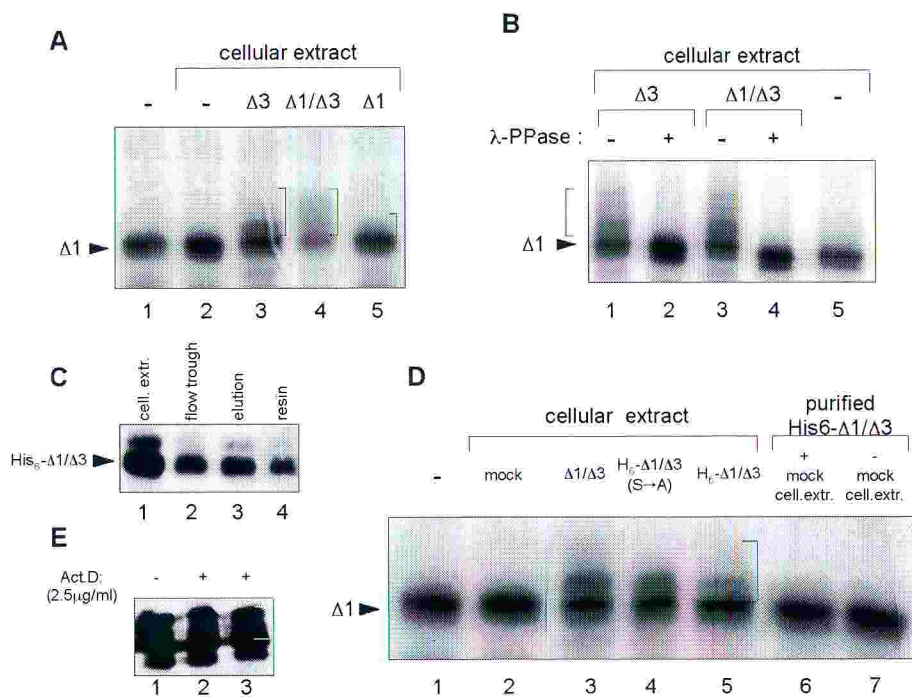 A
cellular extract
- - Δ3 Δ1/Δ3 Δ1
Δ1
1 2 3 4 5
B
cellular extract
Δ3 Δ1/Δ3 -
λ-PPase : - + - +
Δ1
1 2 3 4 5
C
cell. extr. flow trough elution resin
His₆-Δ1/Δ3
1 2 3 4
D
cellular extract
purified
His6-Δ1/Δ3
- mock Δ1/Δ3 H₆-Δ1/Δ3 (S→A) H₆-Δ1/Δ3
+ mock cell.extr.
- mock cell.extr.
Δ1
1 2 3 4 5 6 7
E
Act.D: - + +
(2.5µg/ml)
1 2 3